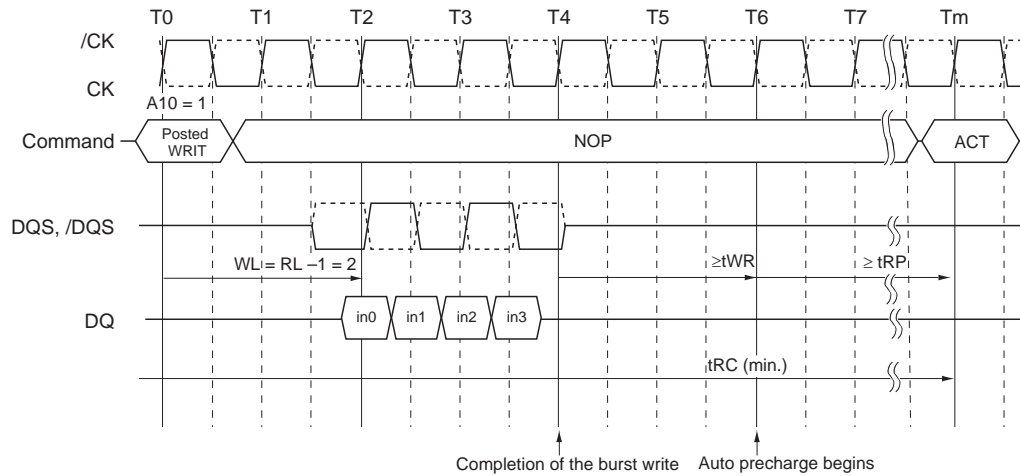 T0 T1 T2 T3 T4 T5 T6 T7 Tm
/CK
CK
A10 = 1
Command
Posted
WRIT
NOP
ACT
DQS, /DQS
WL = RL –1 = 2
≥tWR
≥ tRP
DQ
in0 in1 in2 in3
tRC (min.)
Completion of the burst write
Auto precharge begins